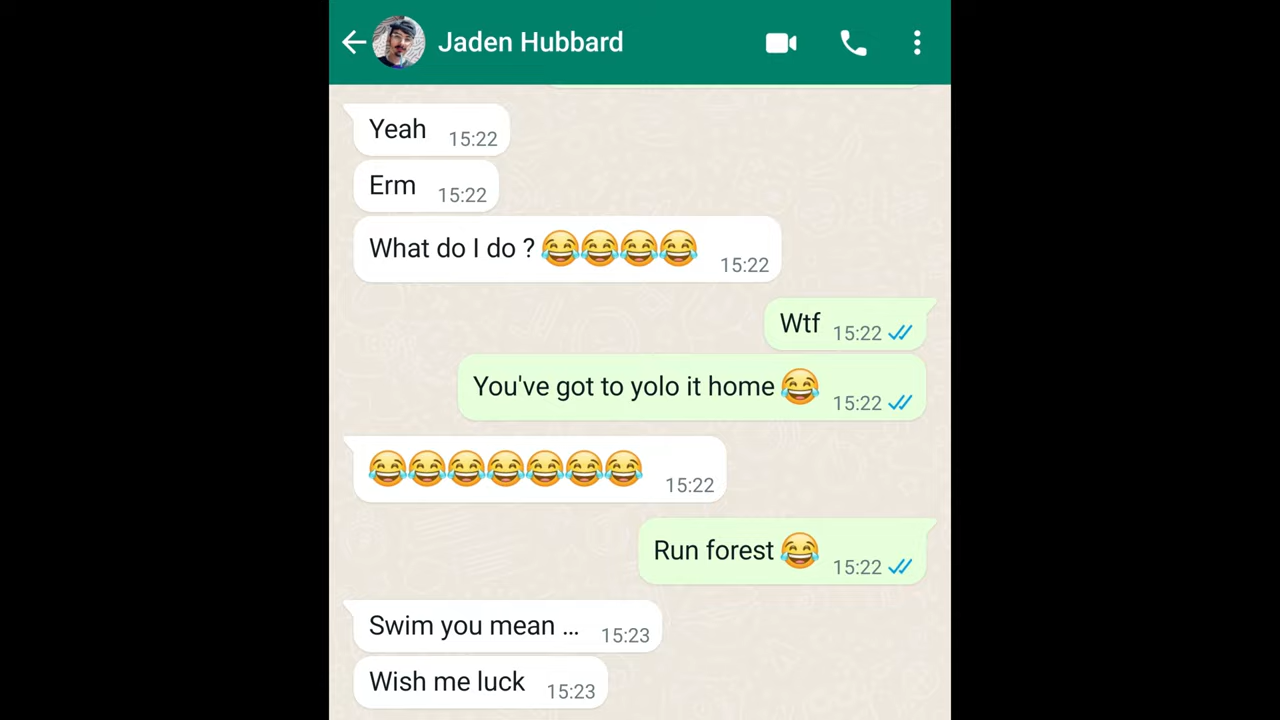 Jaden Hubbard
Yeah 15:22
Erm 15:22
What do I do ? 😂😂😂😂 15:22
Wtf 15:22
You've got to yolo it home 😂 15:22
😂😂😂😂😂😂😂 15:22
Run forest 😂 15:22
Swim you mean ... 15:23
Wish me luck 15:23